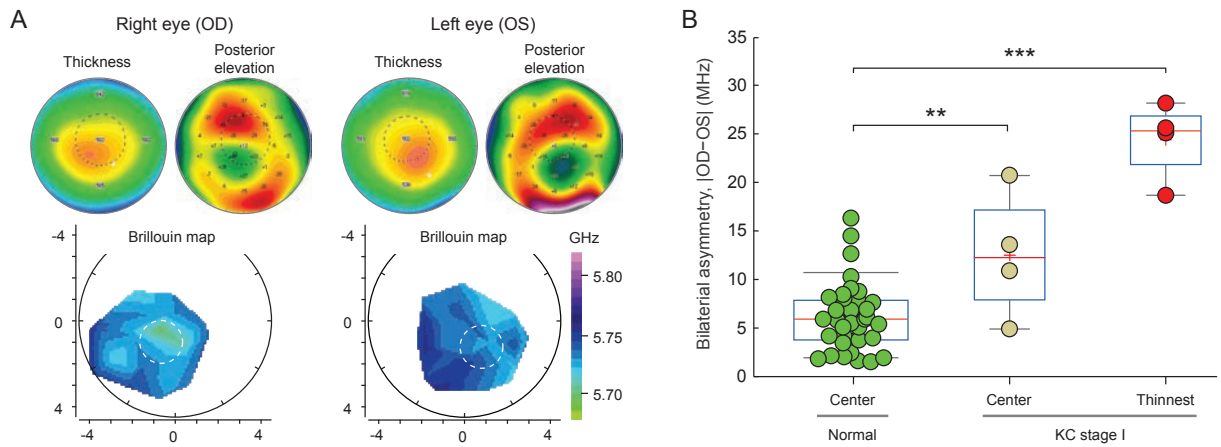 A
Right eye (OD)
Left eye (OS)
Thickness
Posterior
elevation
Thickness
Posterior
elevation
Brillouin map
Brillouin map
GHz
5.80
5.75
5.70
-4
0
4
-4
0
4
-4
0
4
-4
0
4
B
Bilateral asymmetry, |OD−OS| (MHz)
35
30
25
20
15
10
5
0
**
***
Center
Center
Thinnest
Normal
KC stage I